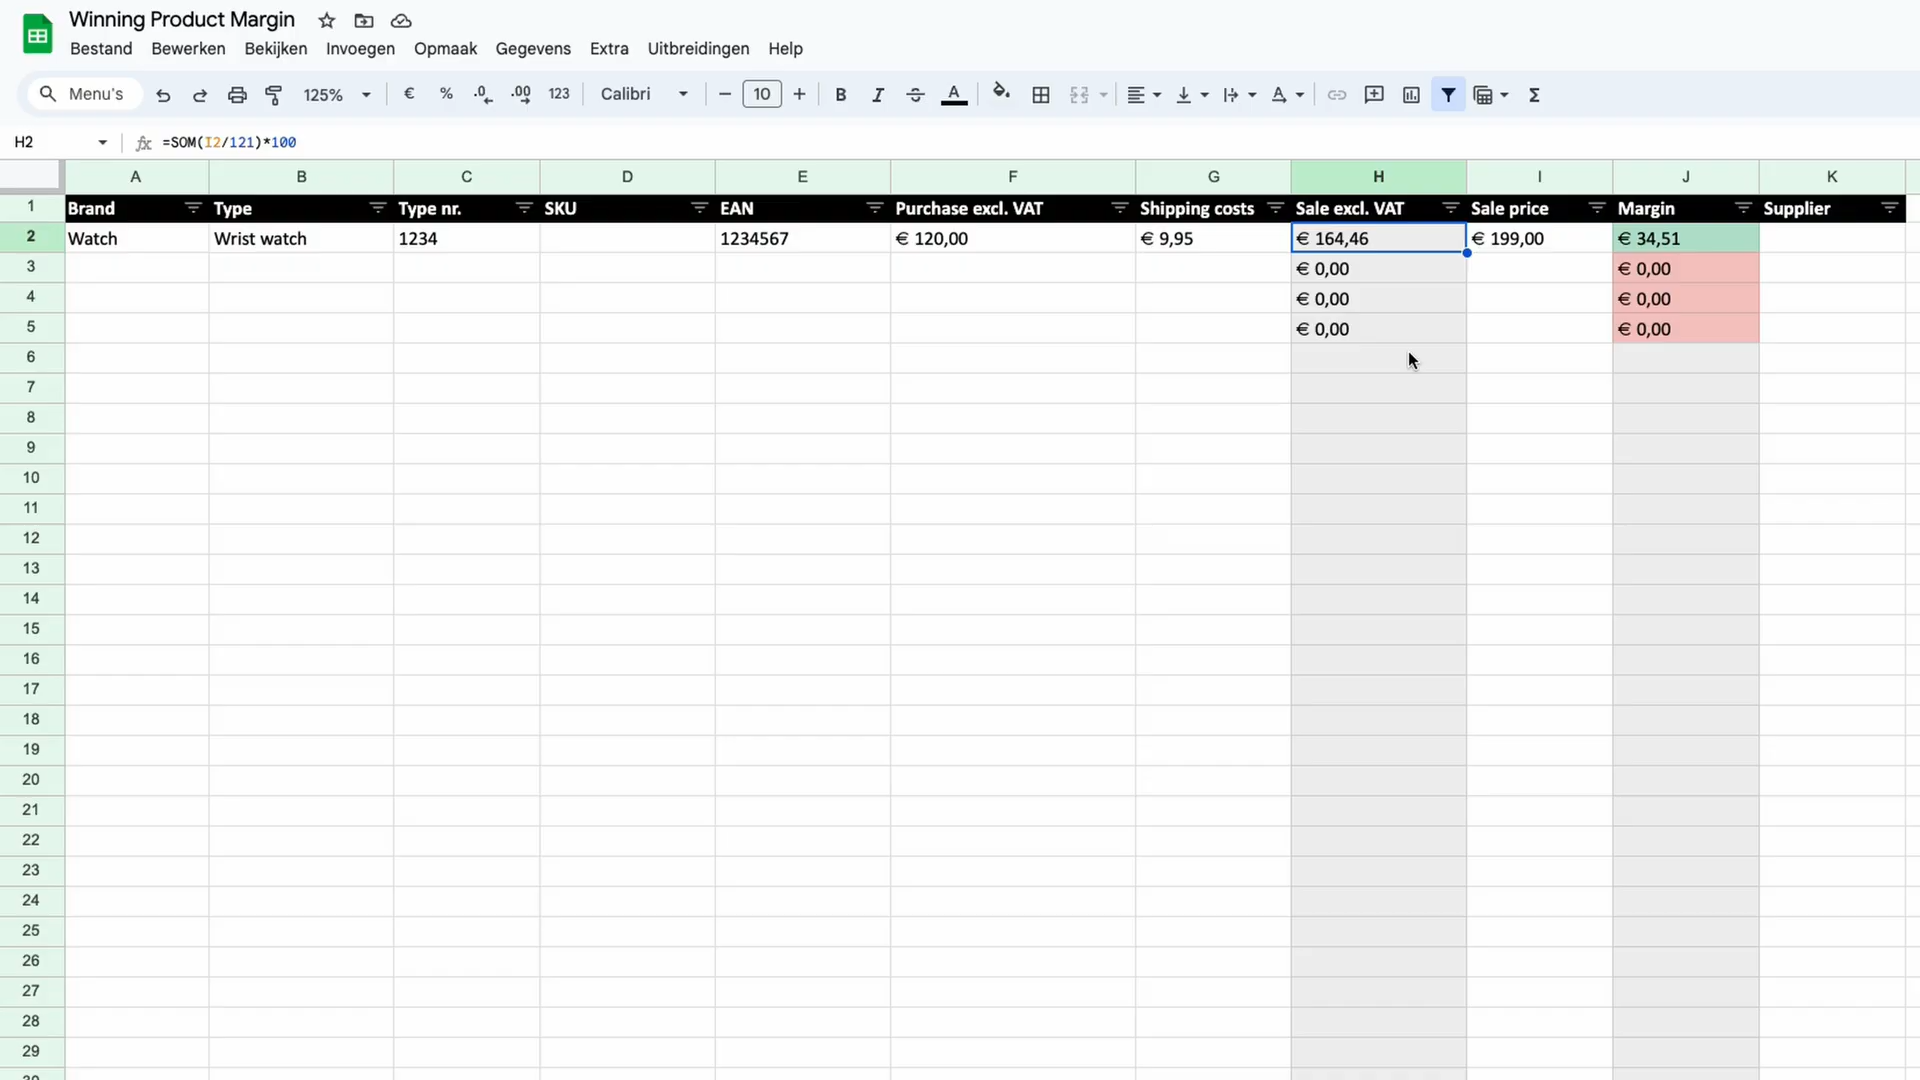 Winning Product Margin
Bestand Bewerken Bekijken Invoegen Opmaak Gegevens Extra Uitbreidingen Help
Menu's 125% € % .0 .00 123 Calibri − 10 + B I S A Σ
H2 fx =SOM(I2/121)*100
A B C D E F G H I J K
1 Brand Type Type nr. SKU EAN Purchase excl. VAT Shipping costs Sale excl. VAT Sale price Margin Supplier
2 Watch Wrist watch 1234 1234567 € 120,00 € 9,95 € 164,46 € 199,00 € 34,51
3 € 0,00 € 0,00
4 € 0,00 € 0,00
5 € 0,00 € 0,00
6
7
8
9
10
11
12
13
14
15
16
17
18
19
20
21
22
23
24
25
26
27
28
29